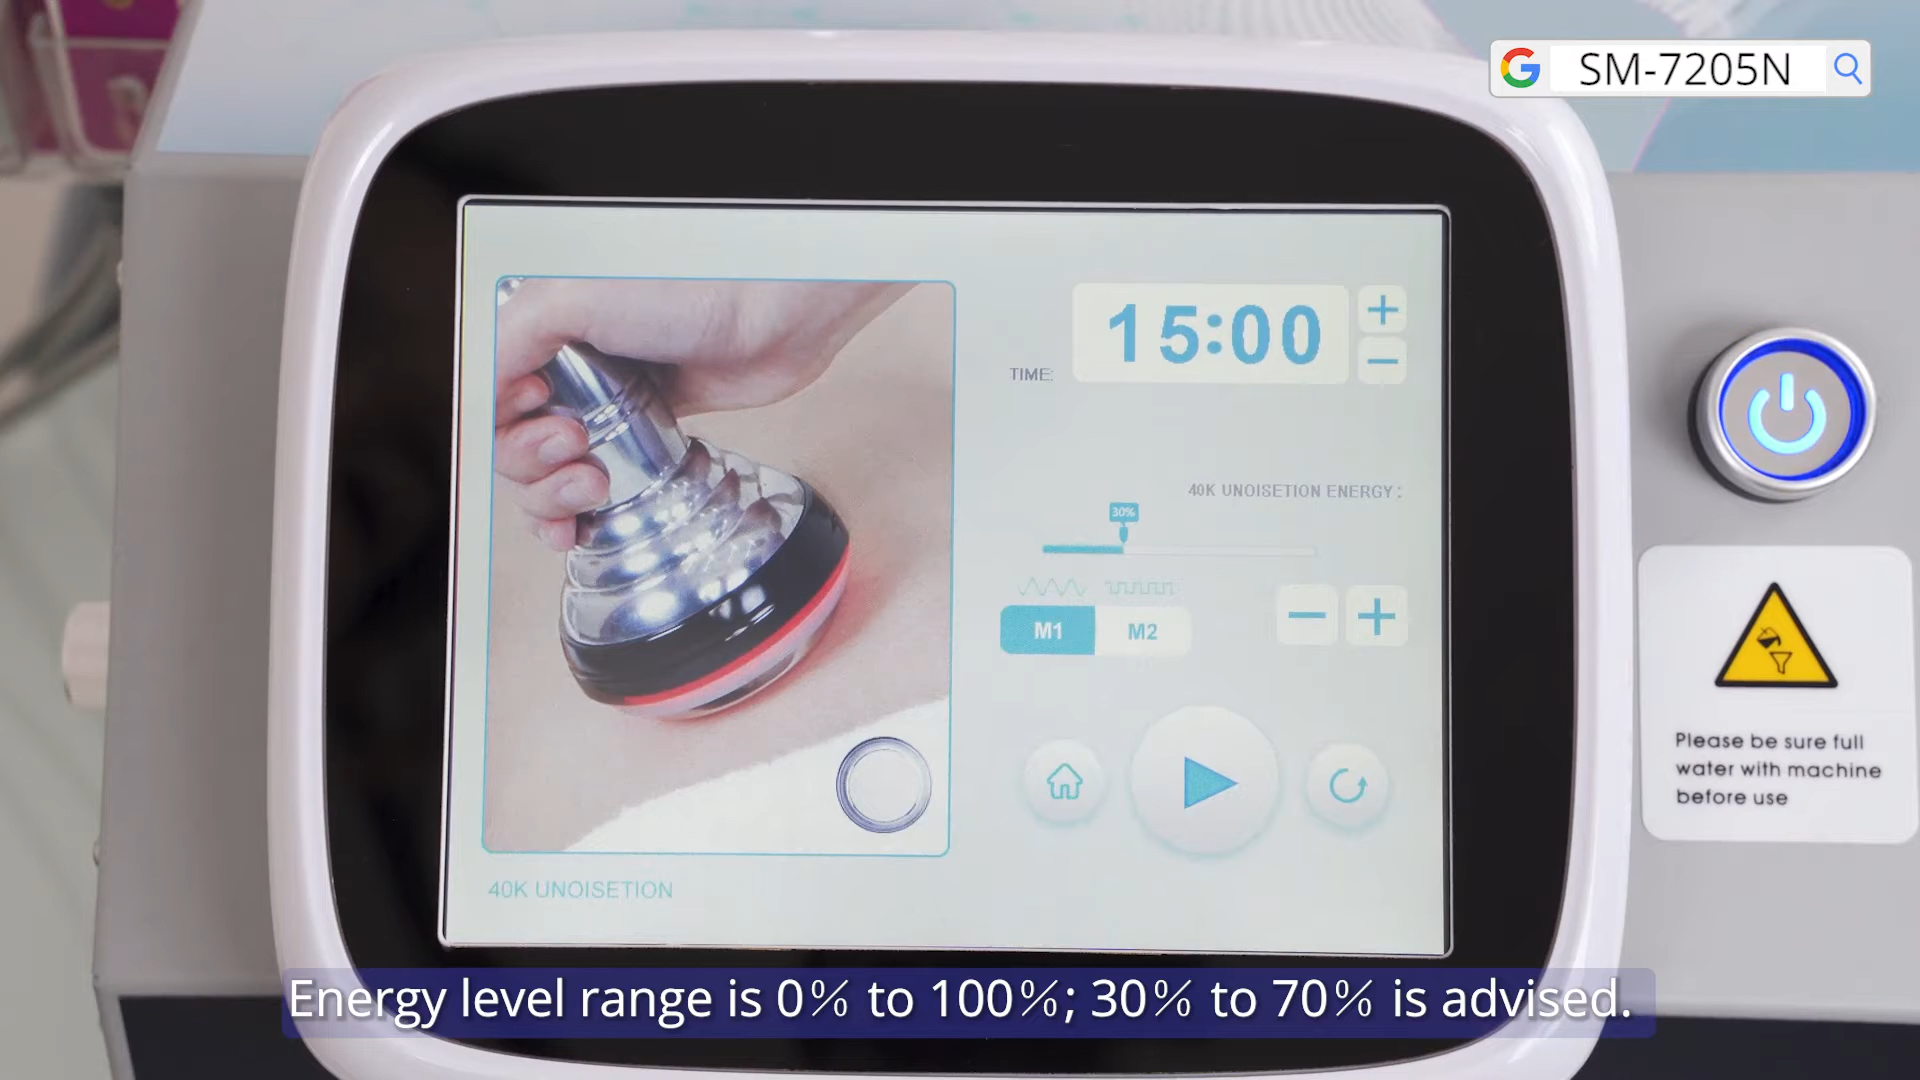 SM-7205N
15:00
TIME:
40K UNOISETION ENERGY:
30%
M1 M2
40K UNOISETION
Please be sure full
water with machine
before use
Energy level range is 0% to 100%; 30% to 70% is advised.